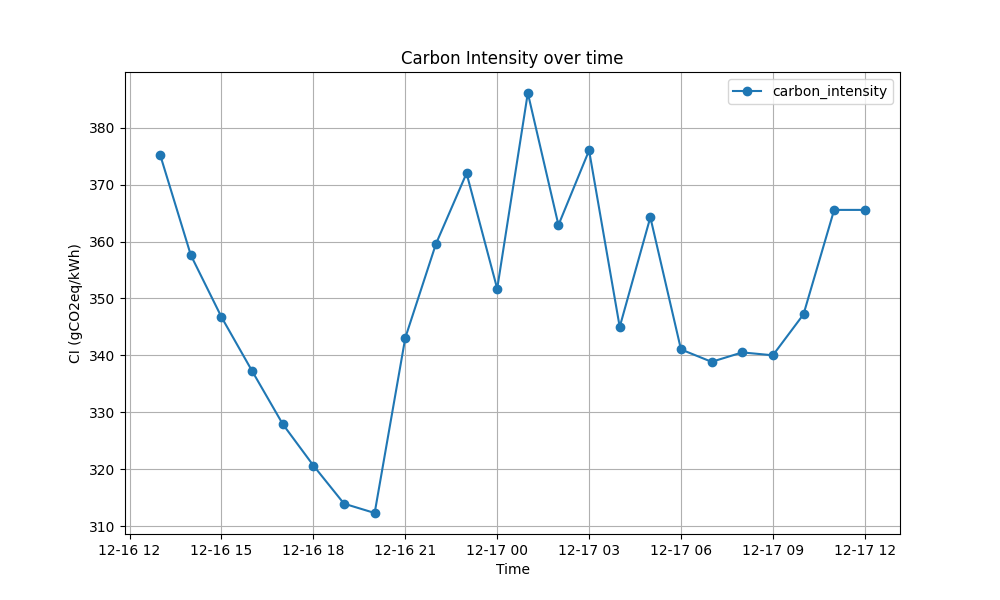 Carbon Intensity over time
carbon_intensity
CI (gCO2eq/kWh)
380
370
360
350
340
330
320
310
12-16 12 12-16 15 12-16 18 12-16 21 12-17 00 12-17 03 12-17 06 12-17 09 12-17 12
Time